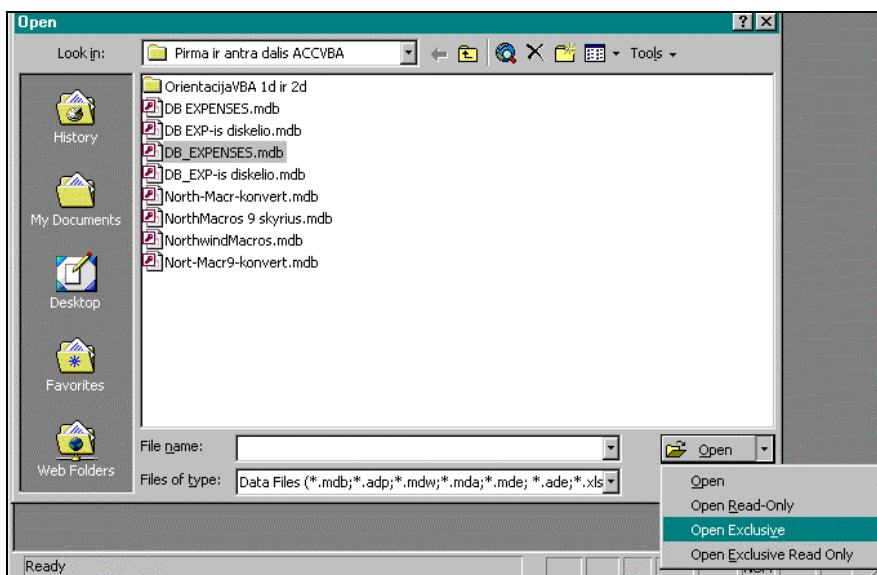 Open
Look in: Pirma ir antra dalis ACCVBA Tools
OrientacijaVBA 1d ir 2d
DB EXPENSES.mdb
DB EXP-is diskelio.mdb
DB_EXPENSES.mdb
DB_EXP-is diskelio.mdb
North-Macr-konvert.mdb
NorthMacros 9 skyrius.mdb
NorthwindMacros.mdb
Nort-Macr9-konvert.mdb
History
My Documents
Desktop
Favorites
Web Folders
File name:
Open
Files of type: Data Files (*.mdb;*.adp;*.mdw;*.mda;*.mde; *.ade;*.xls
Open
Open Read-Only
Open Exclusive
Open Exclusive Read Only
Ready